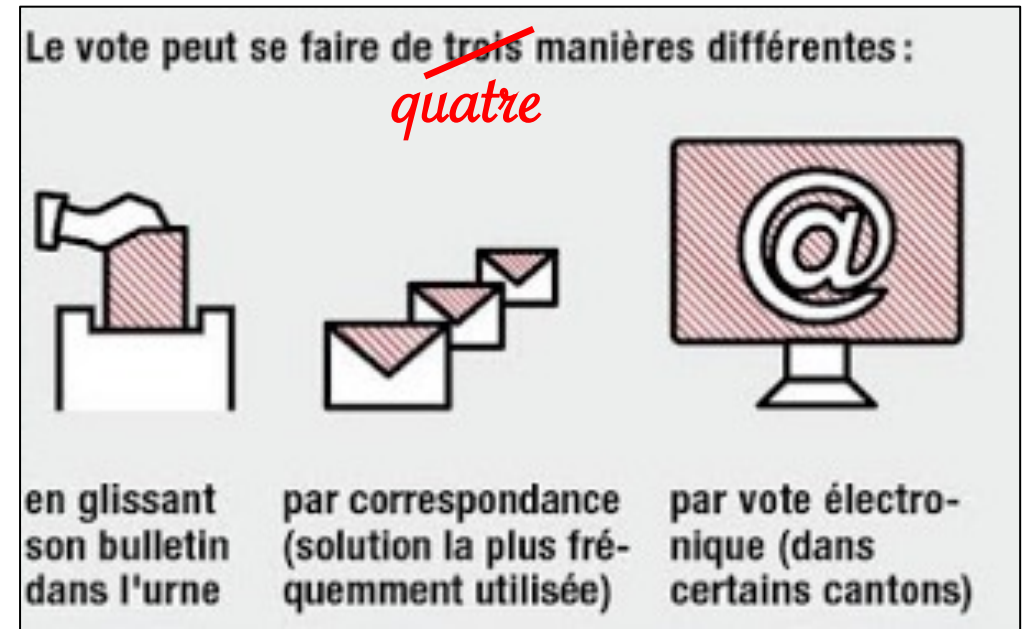 Le vote peut se faire de trois manières différentes :
quatre
en glissant
son bulletin
dans l'urne
par correspondance
(solution la plus fré-
quemment utilisée)
par vote électro-
nique (dans
certains cantons)